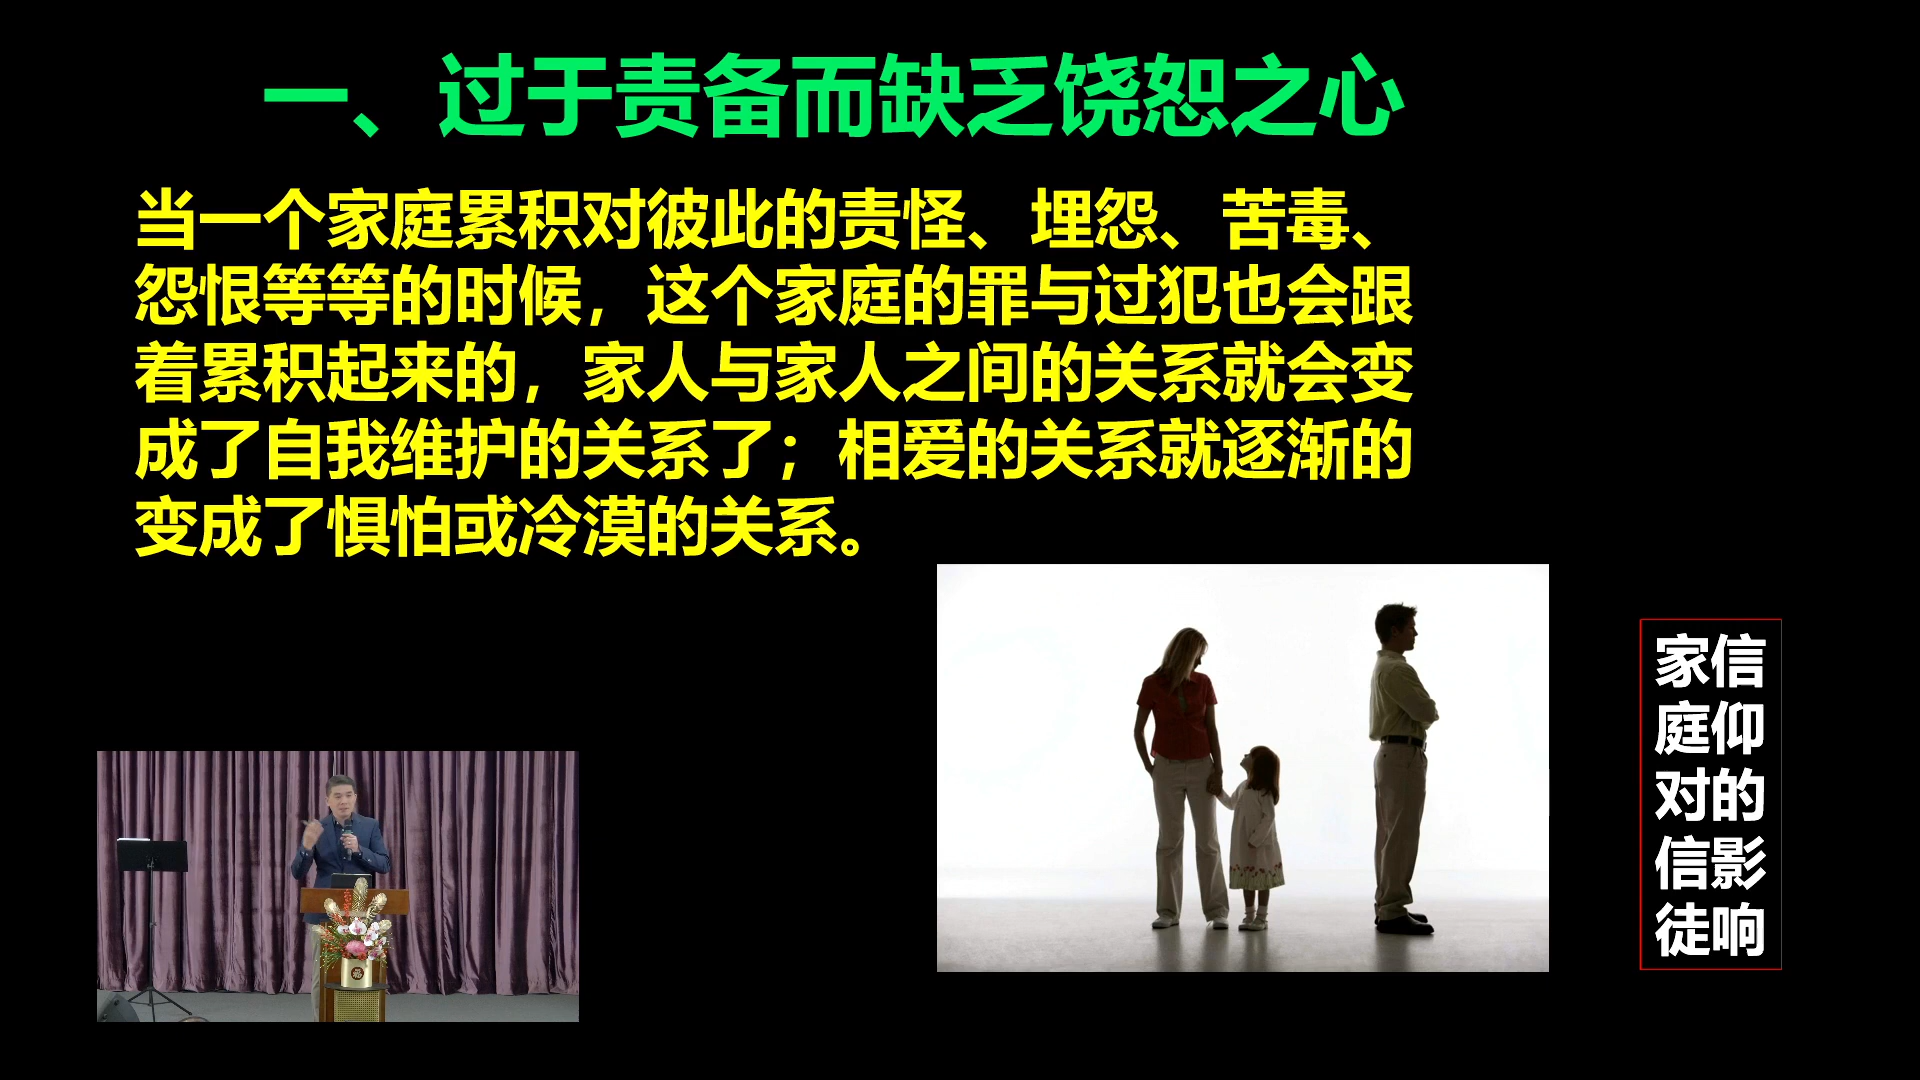 一、过于责备而缺乏饶恕之心
当一个家庭累积对彼此的责怪、埋怨、苦毒、
怨恨等等的时候，这个家庭的罪与过犯也会跟
着累积起来的，家人与家人之间的关系就会变
成了自我维护的关系了；相爱的关系就逐渐的
变成了惧怕或冷漠的关系。
家庭对信徒
信仰的影响